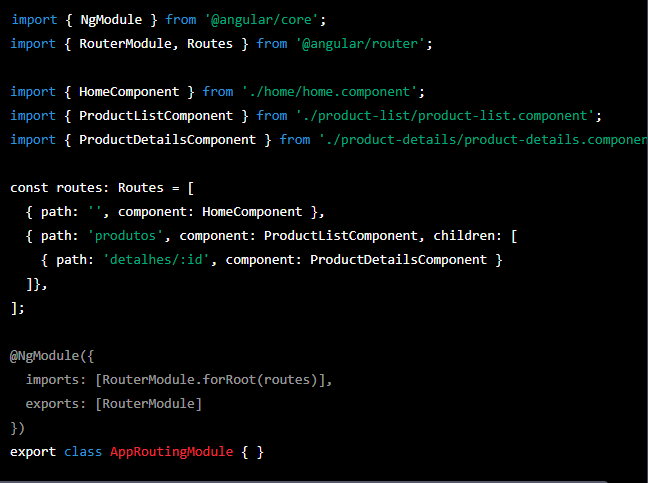 import { NgModule } from '@angular/core';
import { RouterModule, Routes } from '@angular/router';
import { HomeComponent } from './home/home.component';
import { ProductListComponent } from './product-list/product-list.component';
import { ProductDetailsComponent } from './product-details/product-details.componen
const routes: Routes = [
  { path: '', component: HomeComponent },
  { path: 'produtos', component: ProductListComponent, children: [
    { path: 'detalhes/:id', component: ProductDetailsComponent }
  ]},
];
@NgModule({
  imports: [RouterModule.forRoot(routes)],
  exports: [RouterModule]
})
export class AppRoutingModule { }